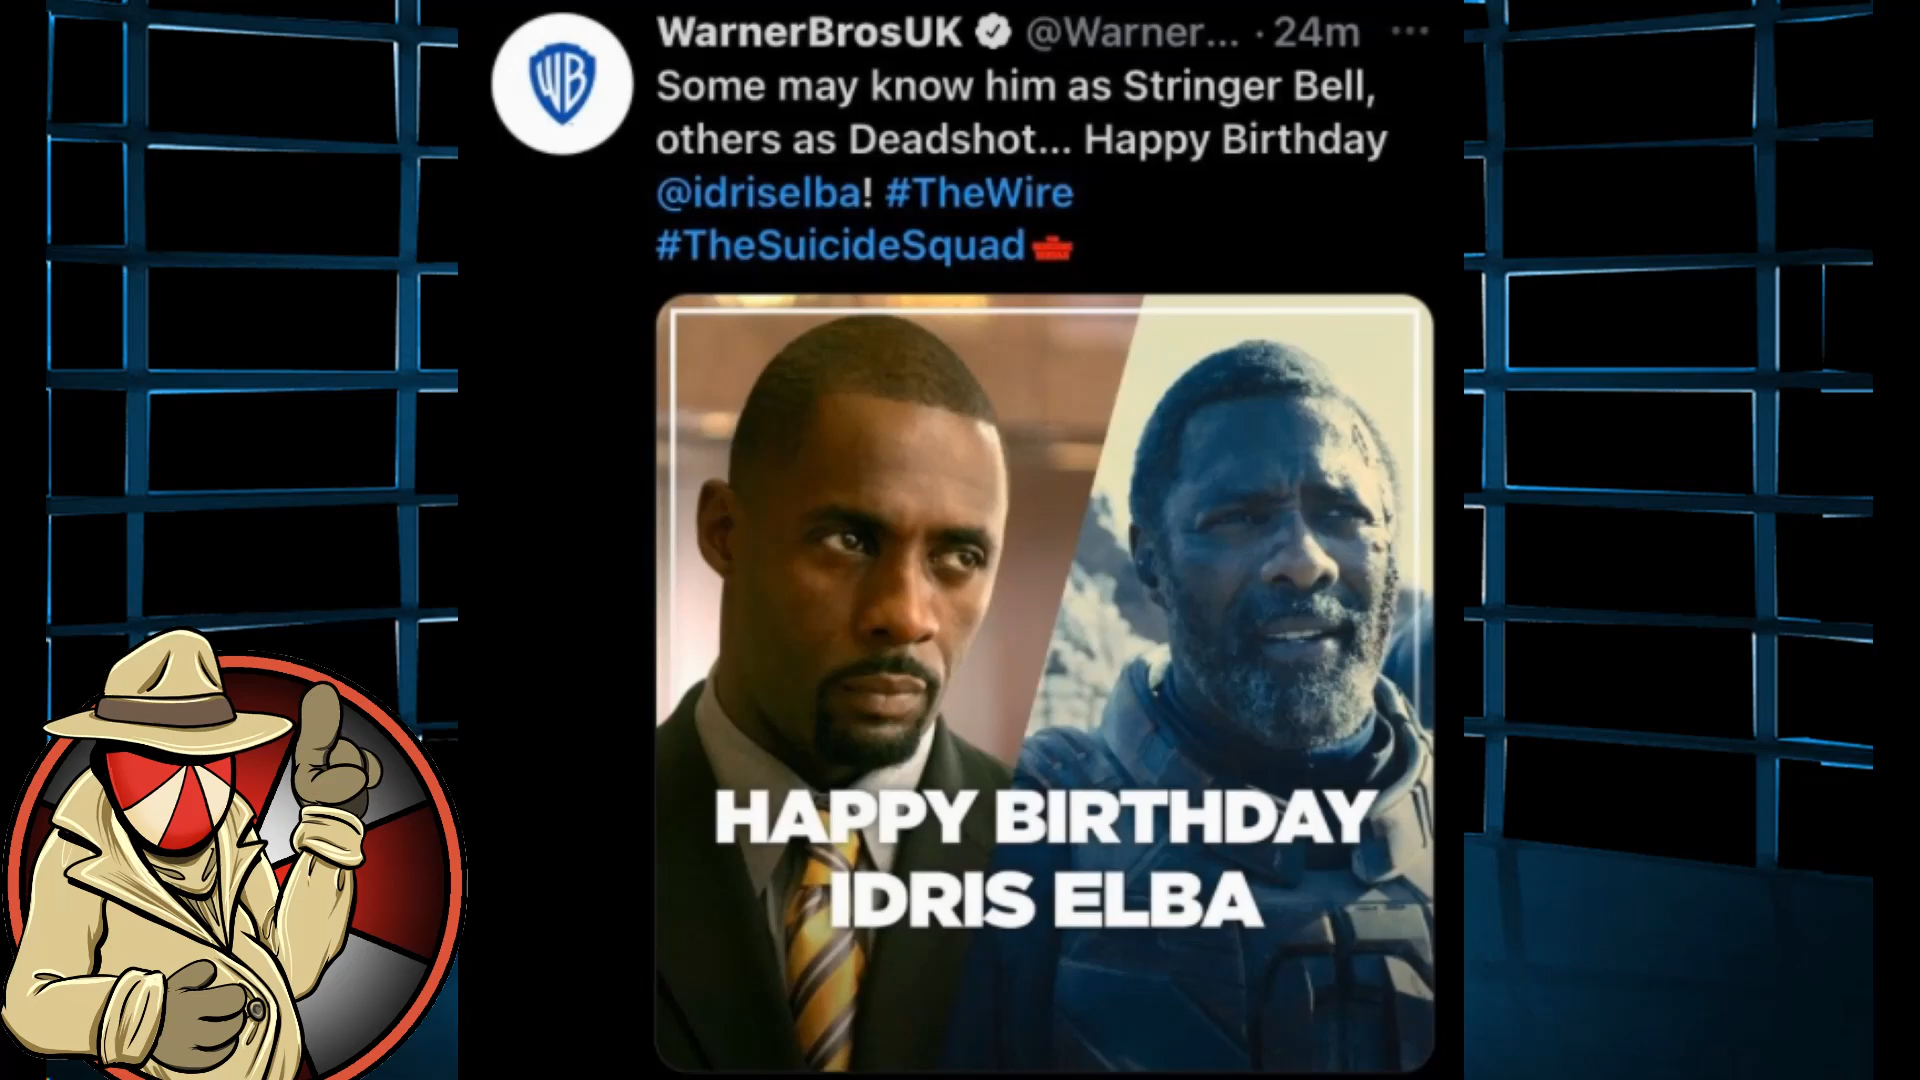 WarnerBrosUK @Warner... · 24m ...
Some may know him as Stringer Bell,
others as Deadshot... Happy Birthday
@idriselba! #TheWire
#TheSuicideSquad
WB
HAPPY BIRTHDAY
IDRIS ELBA